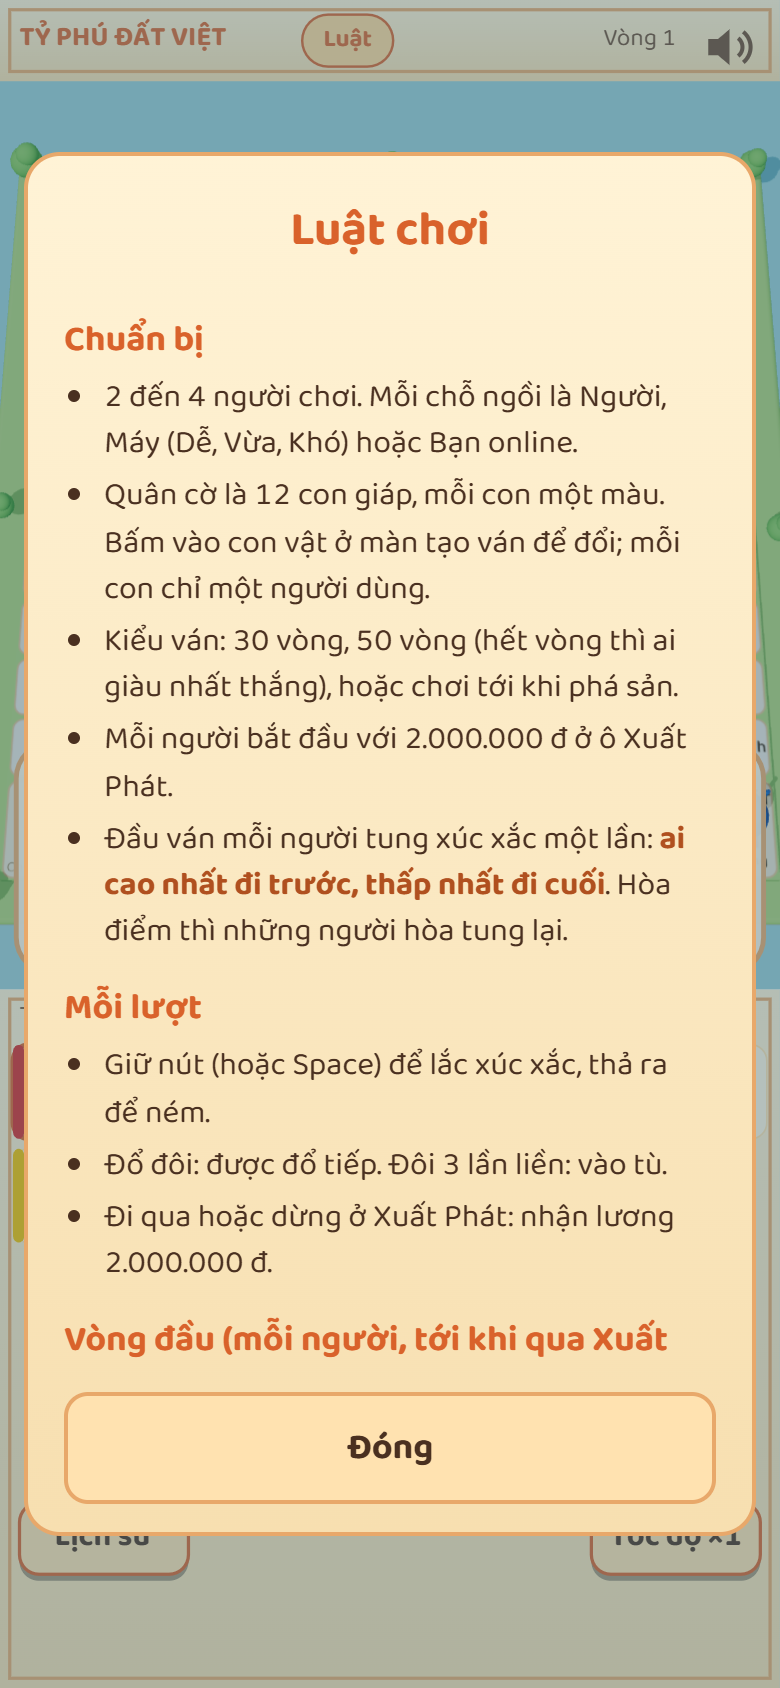 TỶ PHÚ ĐẤT VIỆT
Luật
Vòng 1
Luật chơi
Chuẩn bị
2 đến 4 người chơi. Mỗi chỗ ngồi là Người,
Máy (Dễ, Vừa, Khó) hoặc Bạn online.
Quân cờ là 12 con giáp, mỗi con một màu.
Bấm vào con vật ở màn tạo ván để đổi; mỗi
con chỉ một người dùng.
Kiểu ván: 30 vòng, 50 vòng (hết vòng thì ai
giàu nhất thắng), hoặc chơi tới khi phá sản.
Mỗi người bắt đầu với 2.000.000 đ ở ô Xuất
Phát.
Đầu ván mỗi người tung xúc xắc một lần: ai
cao nhất đi trước, thấp nhất đi cuối. Hòa
điểm thì những người hòa tung lại.
Mỗi lượt
Giữ nút (hoặc Space) để lắc xúc xắc, thả ra
để ném.
Đổ đôi: được đổ tiếp. Đôi 3 lần liền: vào tù.
Đi qua hoặc dừng ở Xuất Phát: nhận lương
2.000.000 đ.
Vòng đầu (mỗi người, tới khi qua Xuất
Đóng
Lịch sử
Tốc độ ×1